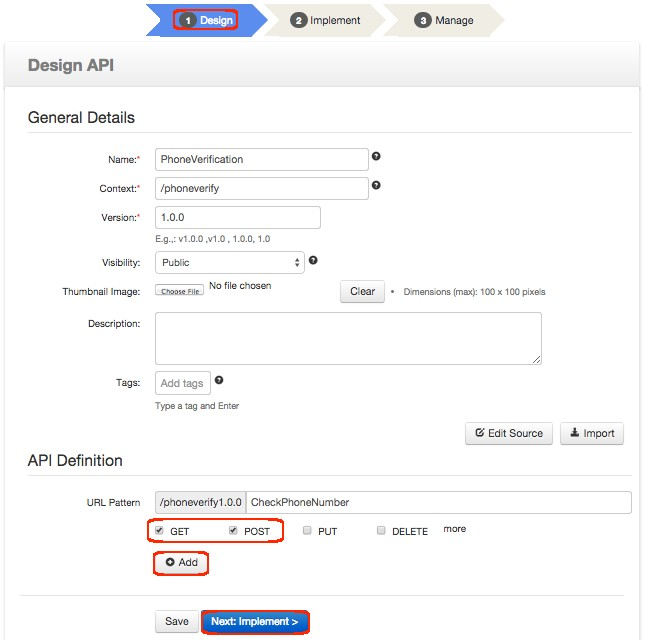 1 Design 2 Implement 3 Manage
Design API
General Details
Name:* PhoneVerification ?
Context:* /phoneverify ?
Version:* 1.0.0
E.g.,: v1.0.0 ,v1.0 , 1.0.0, 1.0
Visibility: Public ?
Thumbnail Image: Choose File No file chosen Clear • Dimensions (max): 100 x 100 pixels
Description:
Tags: Add tags ?
Type a tag and Enter
Edit Source Import
API Definition
URL Pattern /phoneverify1.0.0 CheckPhoneNumber
GET POST PUT DELETE more
Add
Save Next: Implement >